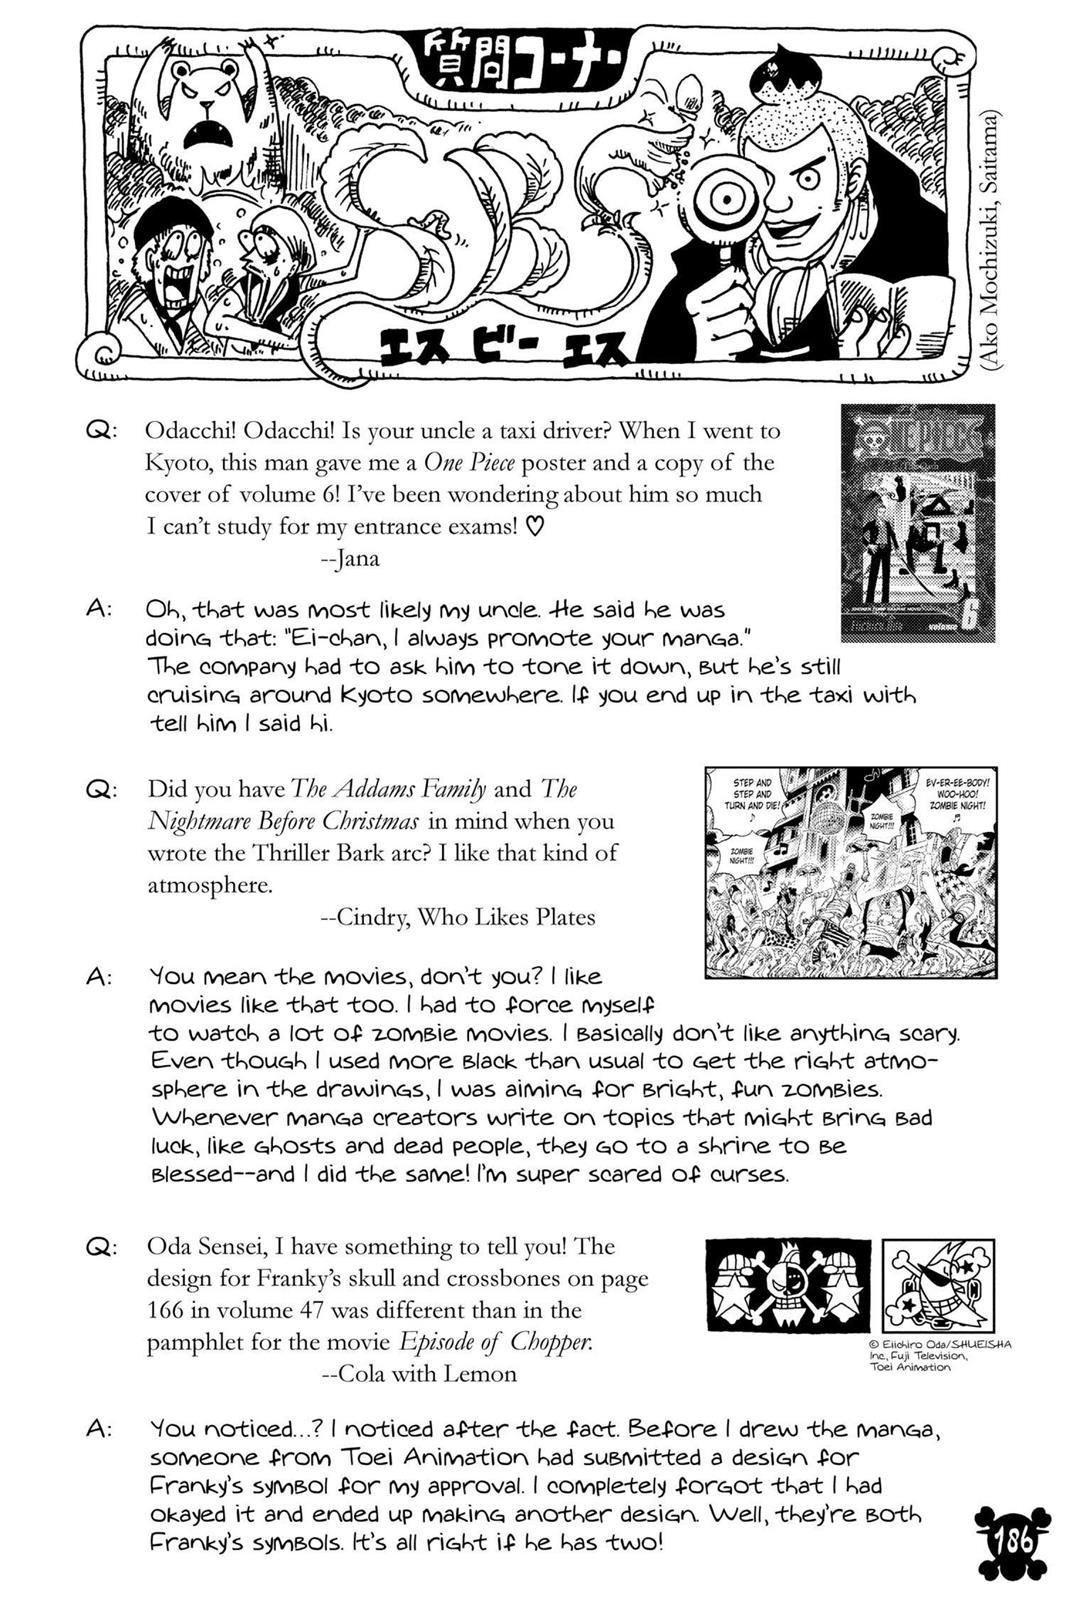 質問コーナー
エス ビー エス
(Ako Mochizuki, Saitama)
Q: Odacchi! Odacchi! Is your uncle a taxi driver? When I went to
Kyoto, this man gave me a One Piece poster and a copy of the
cover of volume 6! I've been wondering about him so much
I can't study for my entrance exams! ♡
--Jana
ONE PIECE
volume 6
A: Oh, that was most likely my uncle. He said he was
doing that: "Ei-chan, I always promote your manga."
The company had to ask him to tone it down, but he's still
cruising around Kyoto somewhere. If you end up in the taxi with
tell him I said hi.
Q: Did you have The Addams Family and The
Nightmare Before Christmas in mind when you
wrote the Thriller Bark arc? I like that kind of
atmosphere.
--Cindry, Who Likes Plates
STEP AND
STEP AND
TURN AND DIE!
♪
ZOMBIE
NIGHT!!!
ZOMBIE
NIGHT!!!
EV-ER-EE-BODY!
WOO-HOO!
ZOMBIE NIGHT!
♬
A: You mean the movies, don't you? I like
movies like that too. I had to force myself
to watch a lot of zombie movies. I basically don't like anything scary.
Even though I used more black than usual to get the right atmo-
sphere in the drawings, I was aiming for bright, fun zombies.
Whenever manga creators write on topics that might bring bad
luck, like ghosts and dead people, they go to a shrine to be
blessed--and I did the same! I'm super scared of curses.
Q: Oda Sensei, I have something to tell you! The
design for Franky's skull and crossbones on page
166 in volume 47 was different than in the
pamphlet for the movie Episode of Chopper.
--Cola with Lemon
© Eiichiro Oda/SHUEISHA
Inc., Fuji Television,
Toei Animation
A: You noticed...? I noticed after the fact. Before I drew the manga,
someone from Toei Animation had submitted a design for
Franky's symbol for my approval. I completely forgot that I had
okayed it and ended up making another design. Well, they're both
Franky's symbols. It's all right if he has two!
186